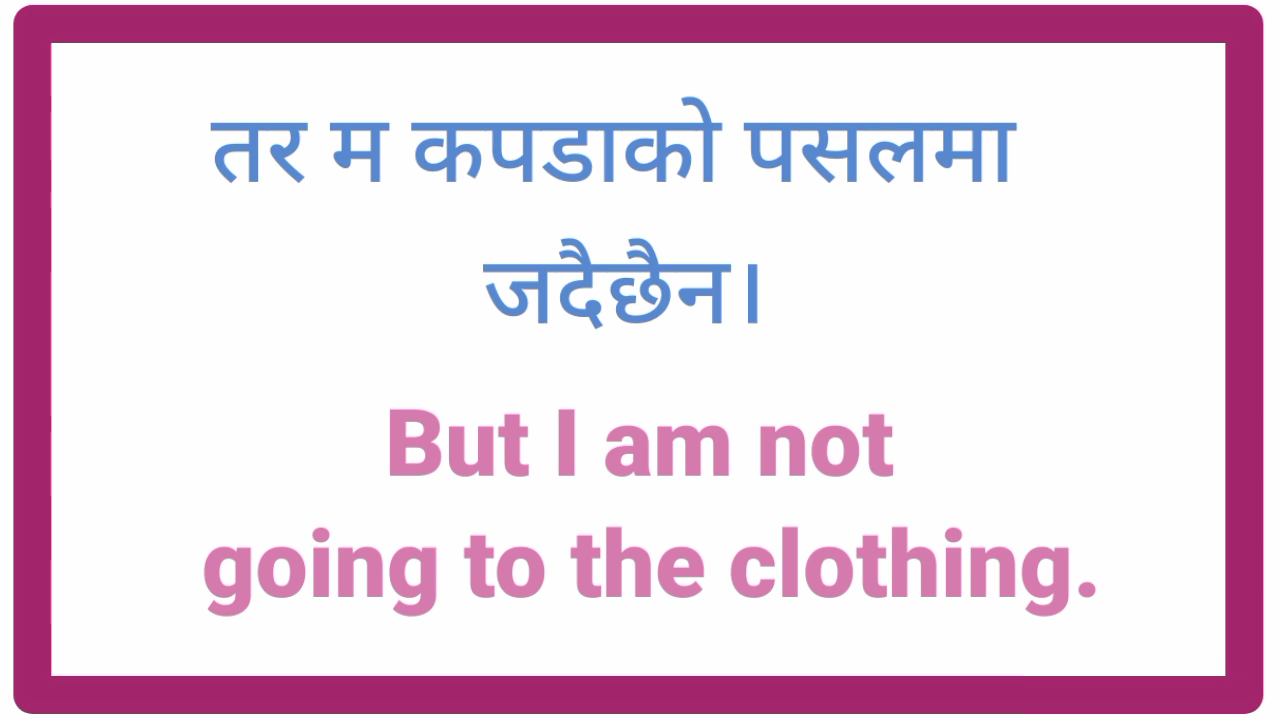 तर म कपडाको पसलमा
जदैछैन।
But I am not
going to the clothing.